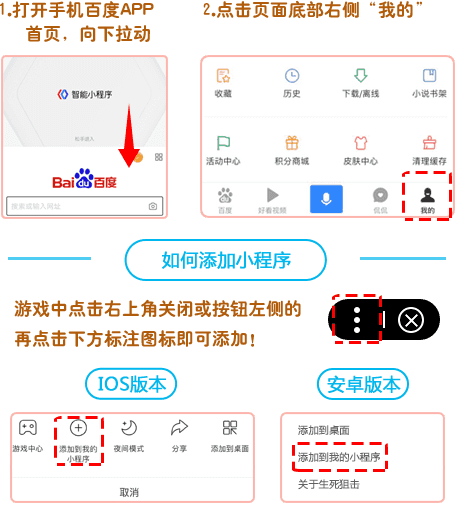 1.打开手机百度APP
首页，向下拉动
2.点击页面底部右侧“我的”
智能小程序
松手进入
Bai du 百度
搜索或输入网址
收藏 历史 下载/离线 小说书架
活动中心 积分商城 皮肤中心 清理缓存
百度 好看视频 侃侃 我的
如何添加小程序
游戏中点击右上角关闭或按钮左侧的
再点击下方标注图标即可添加！
IOS版本
游戏中心 添加到我的 夜间模式 分享 添加到桌面
小程序
取消
安卓版本
添加到桌面
添加到我的小程序
关于生死狙击